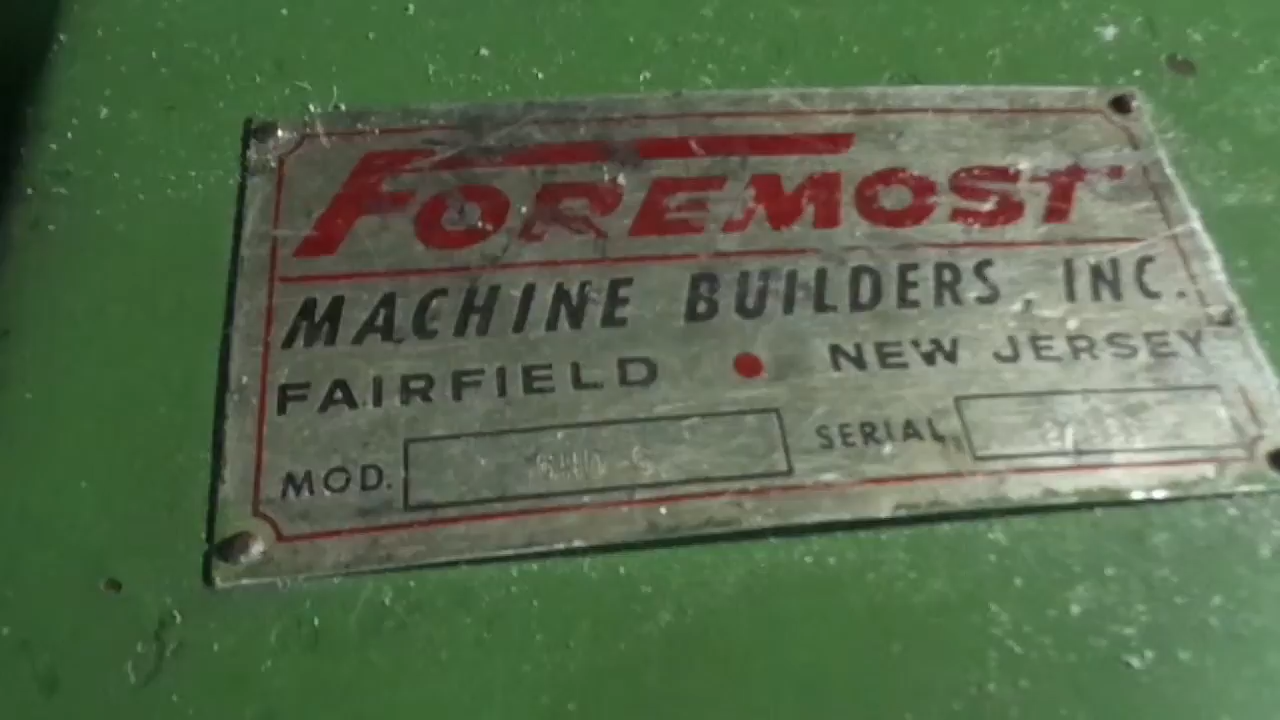 FOREMOST
MACHINE BUILDERS, INC.
FAIRFIELD • NEW JERSEY
MOD.
SERIAL